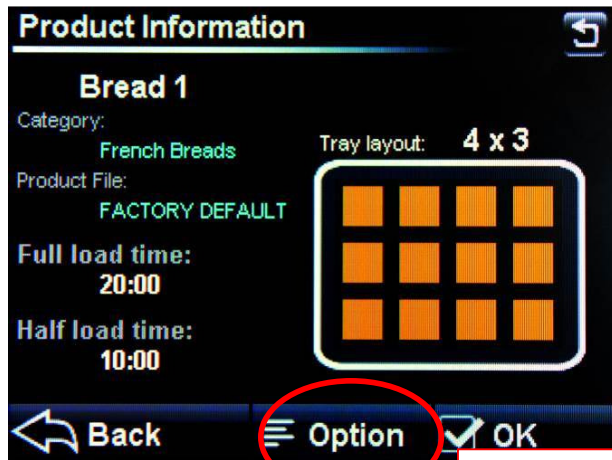 Product Information
Bread 1
Category:
French Breads
Product File:
FACTORY DEFAULT
Full load time:
20:00
Half load time:
10:00
Tray layout: 4 x 3
Back
Option
OK